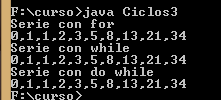 F:\curso>java Ciclos3
Serie con for
0,1,1,2,3,5,8,13,21,34
Serie con while
0,1,1,2,3,5,8,13,21,34
Serie con do while
0,1,1,2,3,5,8,13,21,34
F:\curso>